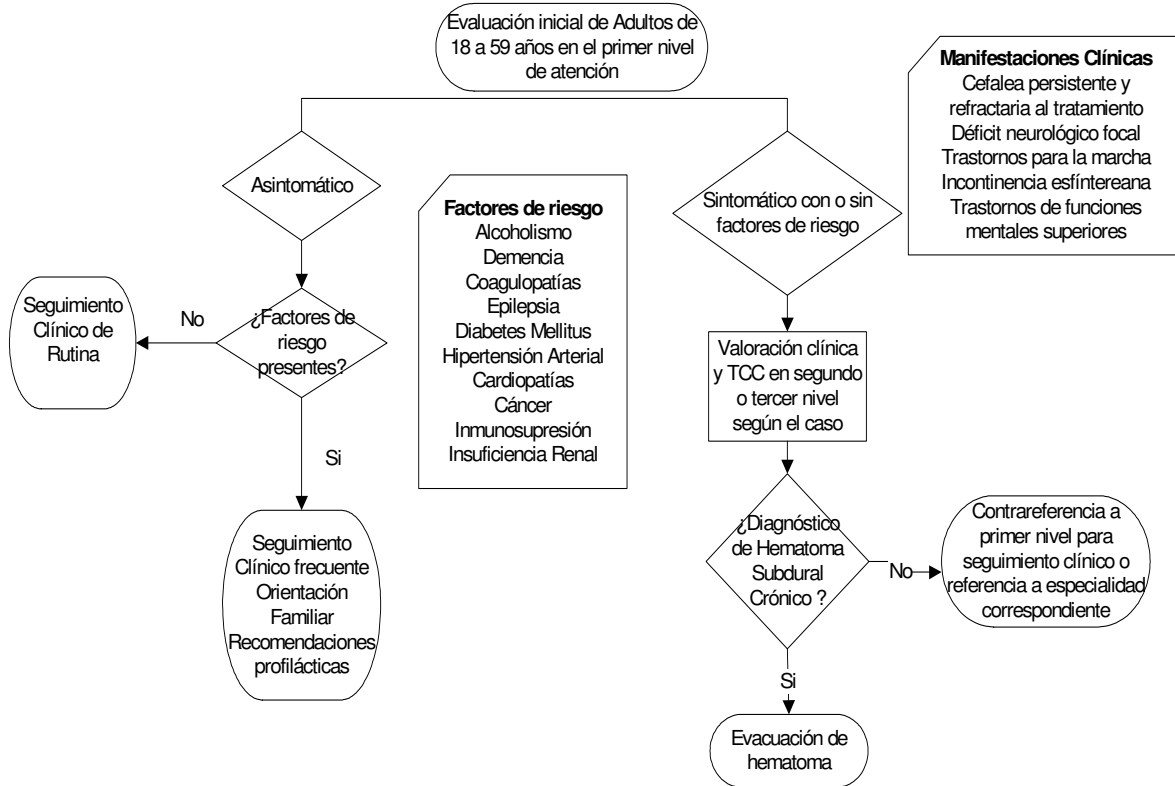 Evaluación inicial de Adultos de
18 a 59 años en el primer nivel
de atención
Manifestaciones Clínicas
Cefalea persistente y
refractaria al tratamiento
Déficit neurológico focal
Trastornos para la marcha
Incontinencia esfíntereana
Trastornos de funciones
mentales superiores
Asintomático
Factores de riesgo
Alcoholismo
Demencia
Coagulopatías
Epilepsia
Diabetes Mellitus
Hipertensión Arterial
Cardiopatías
Cáncer
Inmunosupresión
Insuficiencia Renal
Sintomático con o sin
factores de riesgo
Seguimiento
Clínico de
Rutina
No
¿Factores de
riesgo
presentes?
Si
Seguimiento
Clínico frecuente
Orientación
Familiar
Recomendaciones
profilácticas
Valoración clínica
y TCC en segundo
o tercer nivel
según el caso
¿Diagnóstico
de Hematoma
Subdural
Crónico ?
No
Contrareferencia a
primer nivel para
seguimiento clínico o
referencia a especialidad
correspondiente
Si
Evacuación de
hematoma